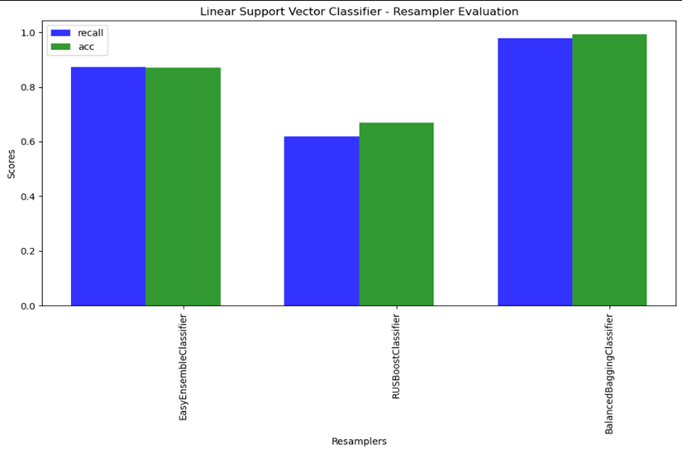 Linear Support Vector Classifier - Resampler Evaluation
recall
acc
1.0
0.8
0.6
0.4
0.2
0.0
Scores
EasyEnsembleClassifier
RUSBoostClassifier
BalancedBaggingClassifier
Resamplers